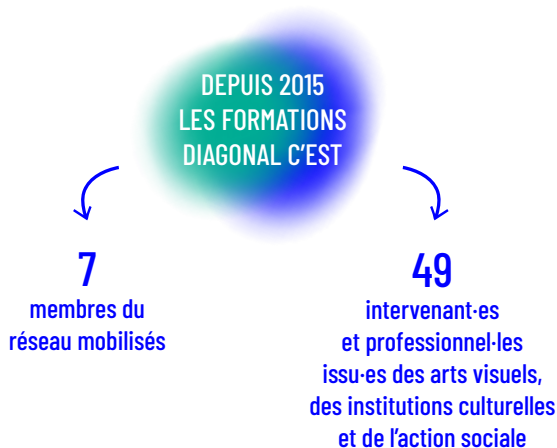 DEPUIS 2015
LES FORMATIONS
DIAGONAL C'EST
7
membres du
réseau mobilisés
49
intervenant·es
et professionnel·les
issu·es des arts visuels,
des institutions culturelles
et de l'action sociale